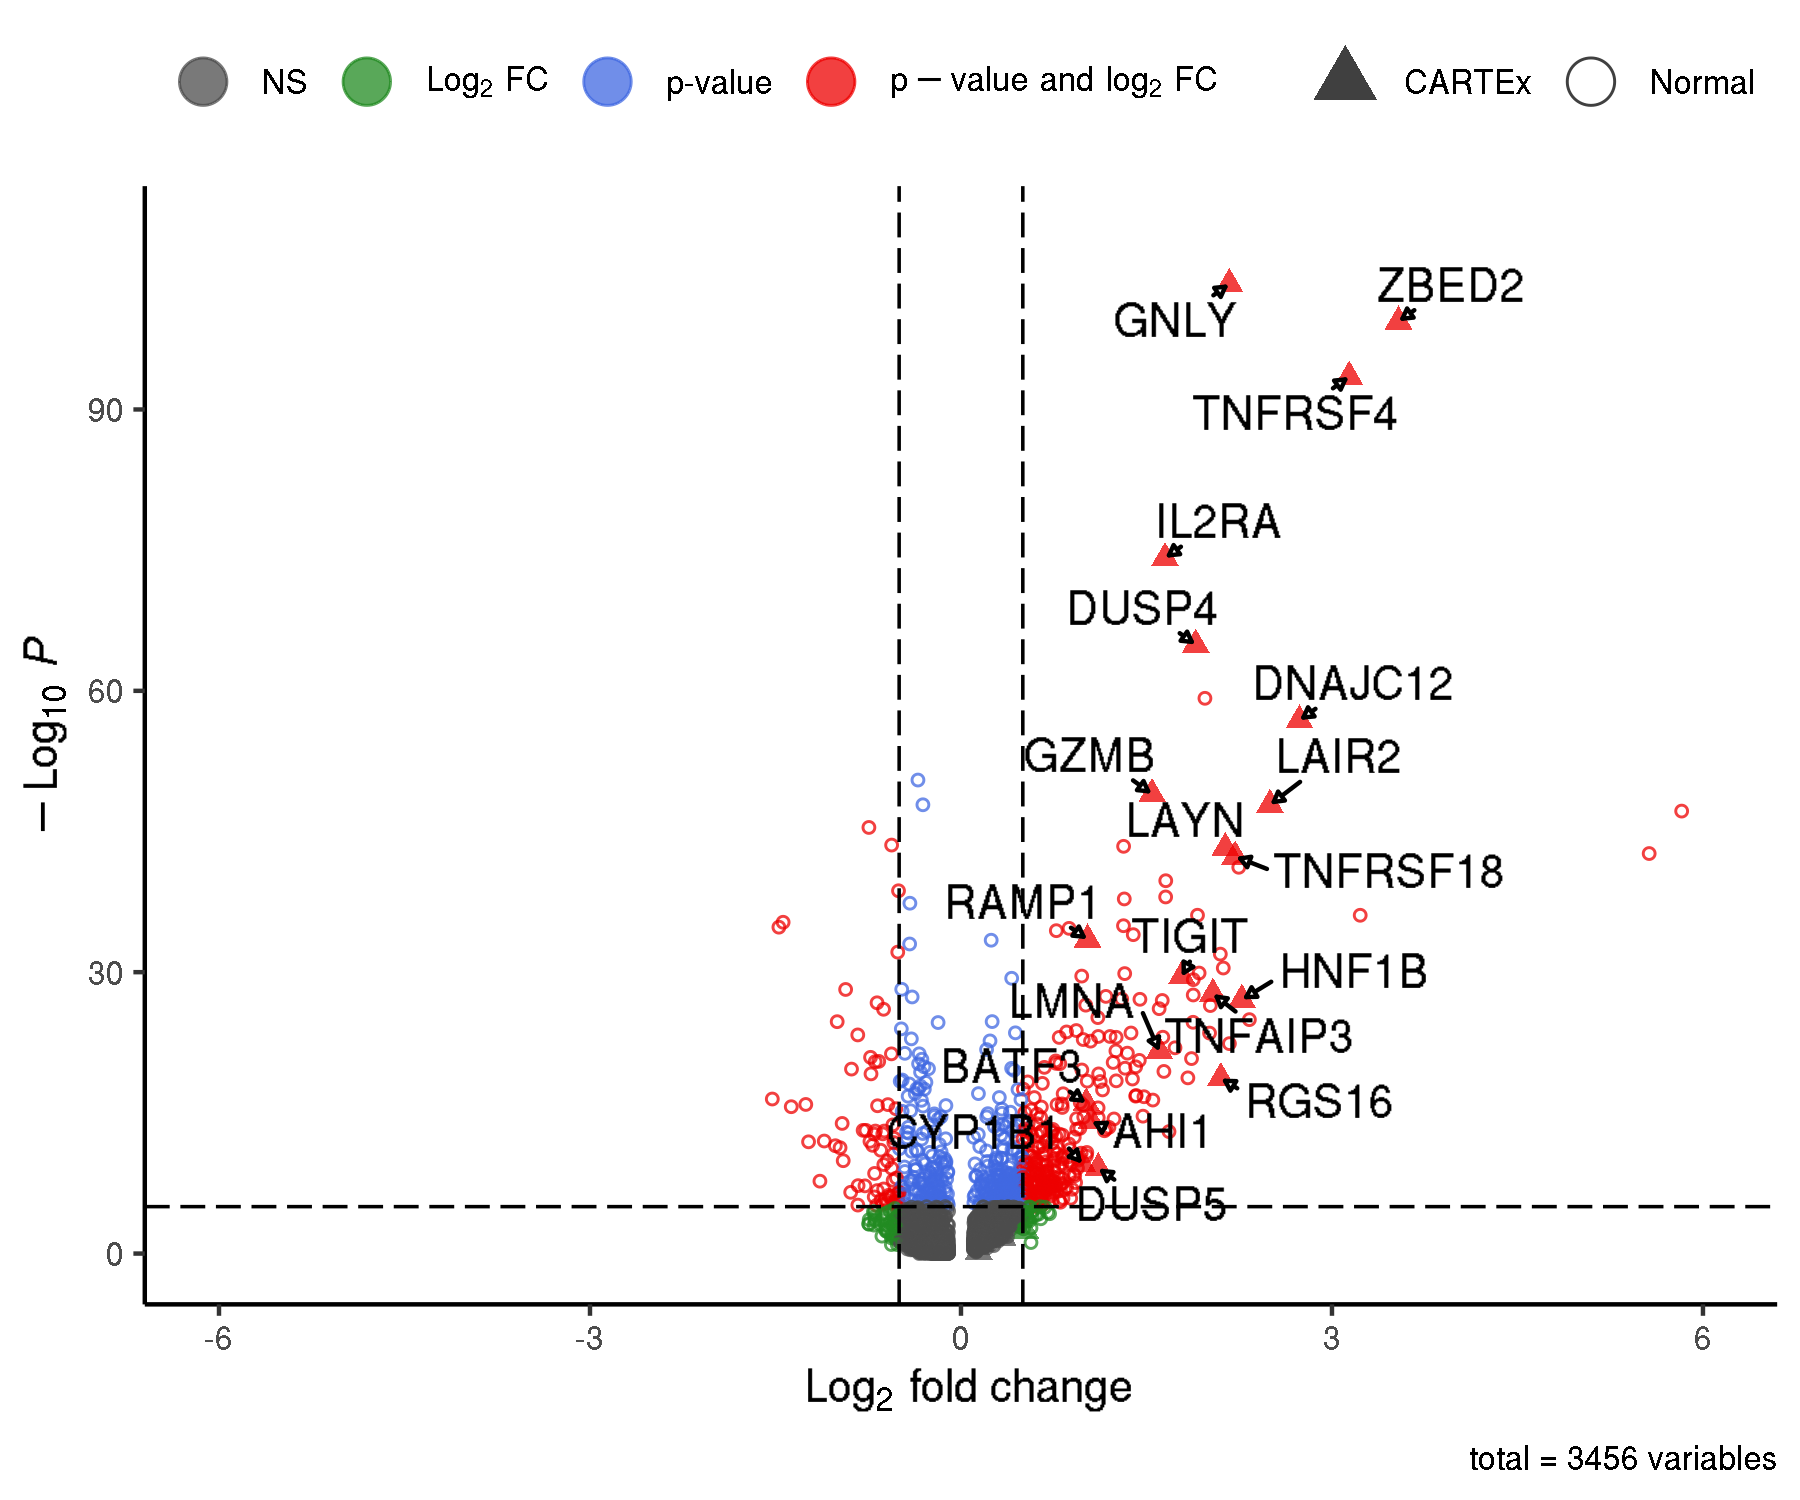 NS Log2 FC p-value p − value and log2 FC CARTEx Normal
ZBED2
GNLY
TNFRSF4
IL2RA
DUSP4
DNAJC12
GZMB
LAIR2
LAYN
TNFRSF18
RAMP1
TIGIT
HNF1B
LMNA
TNFAIP3
BATF3
RGS16
CYP1B1
AHI1
DUSP5
90
60
30
0
−Log10 P
-6 -3 0 3 6
Log2 fold change
total = 3456 variables